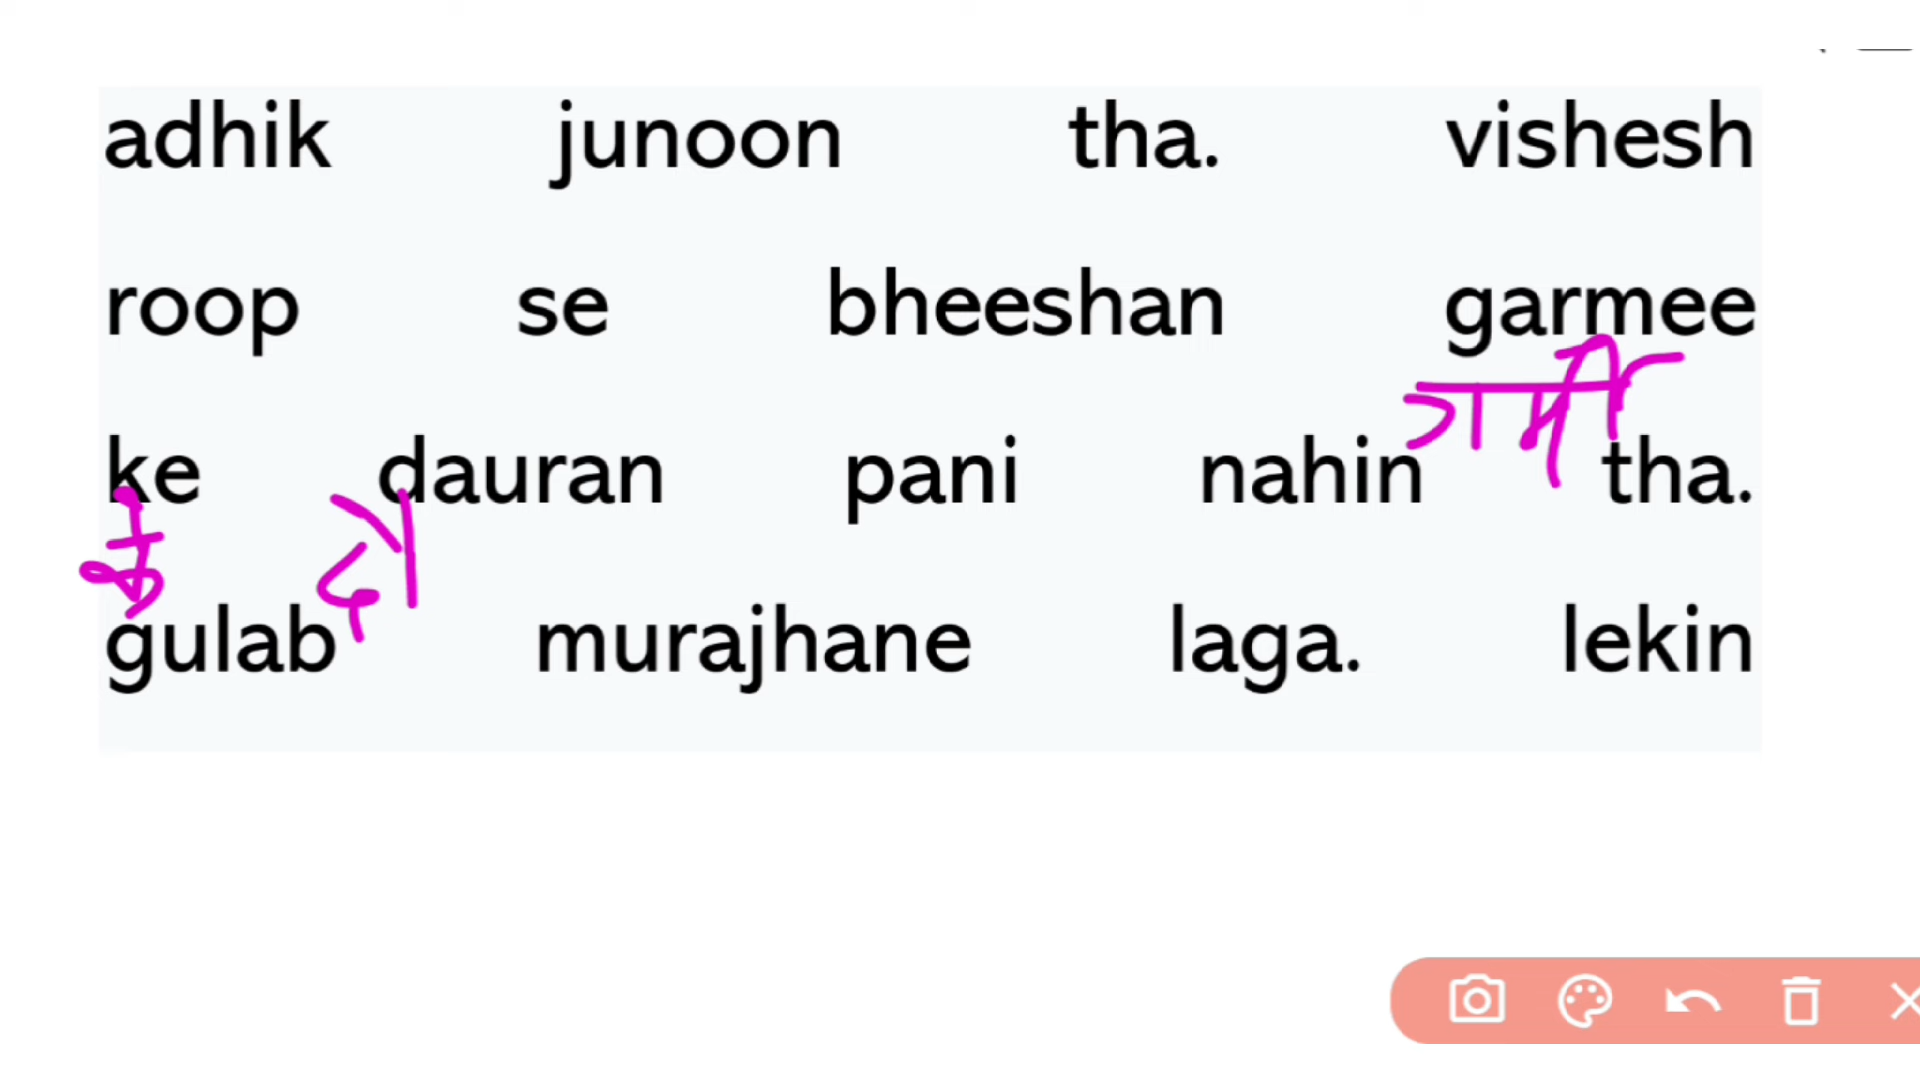 adhik junoon tha. vishesh
roop se bheeshan garmee
गर्मी
ke dauran pani nahin tha.
के दौ
gulab murajhane laga. lekin